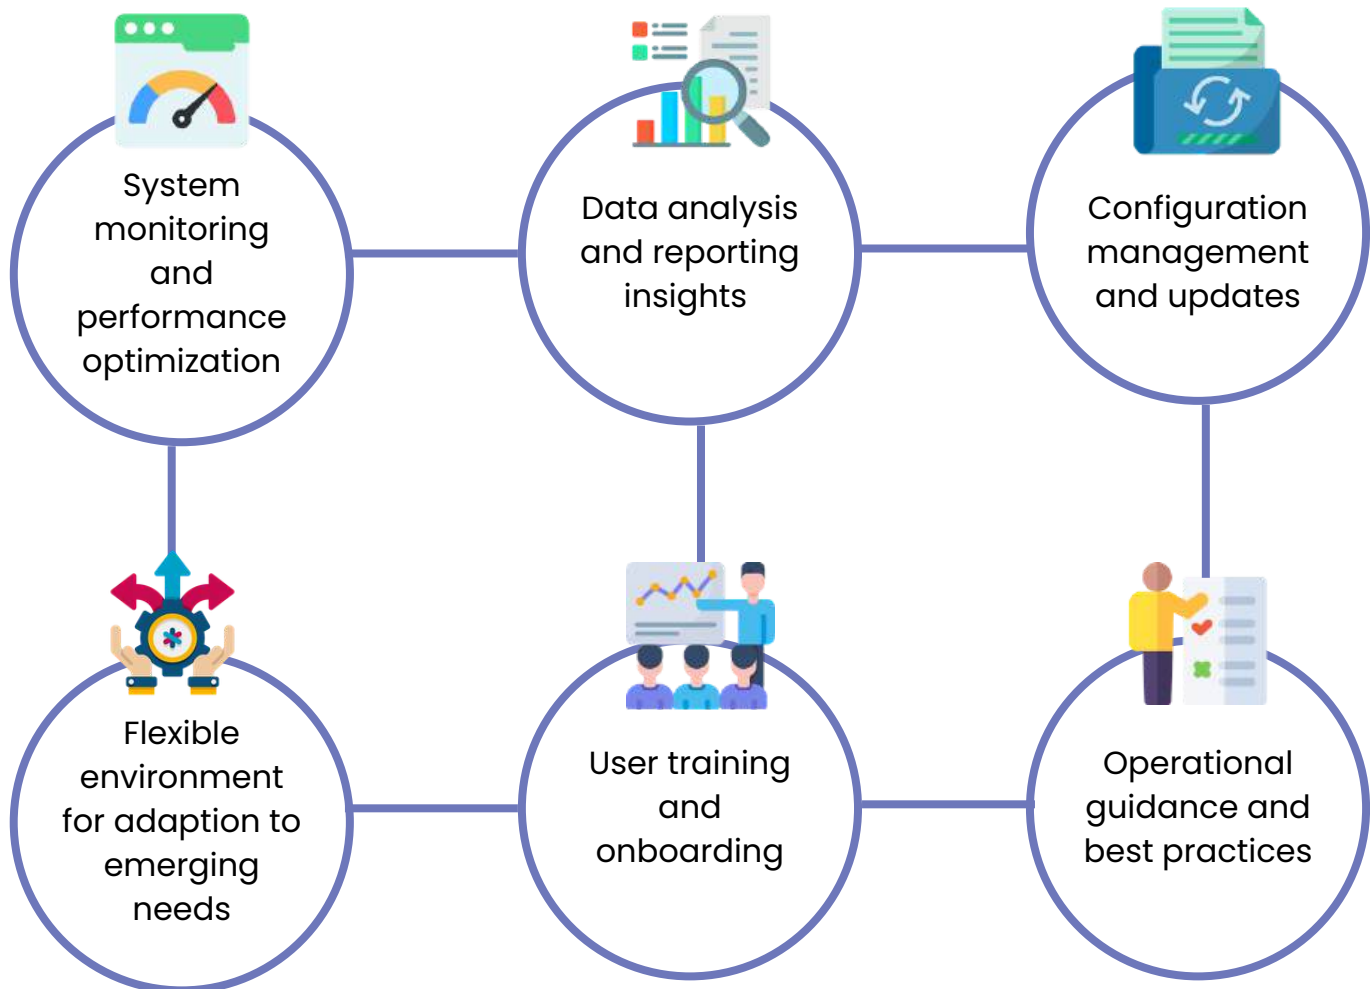 System
monitoring
and
performance
optimization
Data analysis
and reporting
insights
Configuration
management
and updates
Flexible
environment
for adaption to
emerging
needs
User training
and
onboarding
Operational
guidance and
best practices